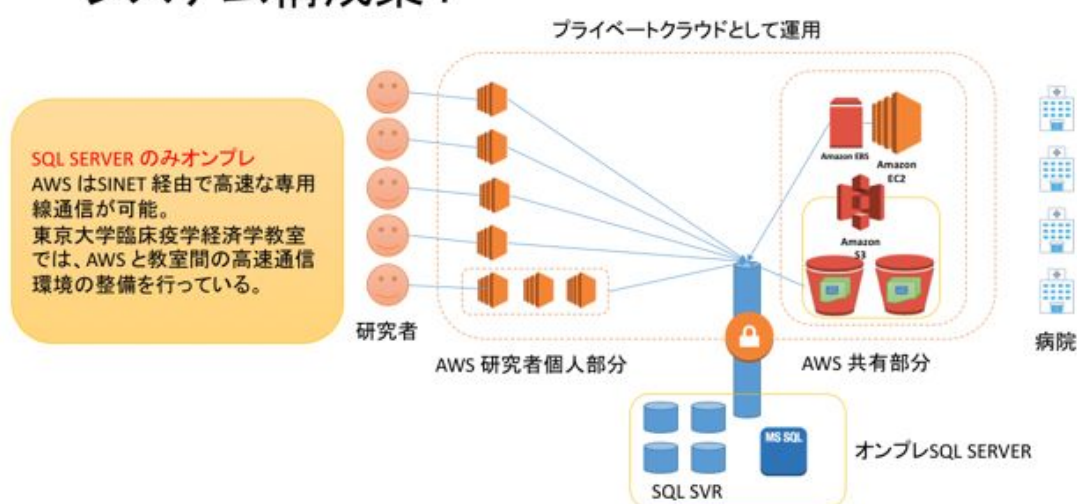 プライベートクラウドとして運用
SQL SERVER のみオンプレ
AWS はSINET 経由で高速な専用
線通信が可能。
東京大学臨床疫学経済学教室
では、AWS と教室間の高速通信
環境の整備を行っている。
Amazon EBS
Amazon
EC2
Amazon
S3
研究者
AWS 研究者個人部分
AWS 共有部分
病院
MS SQL
SQL SVR
オンプレSQL SERVER